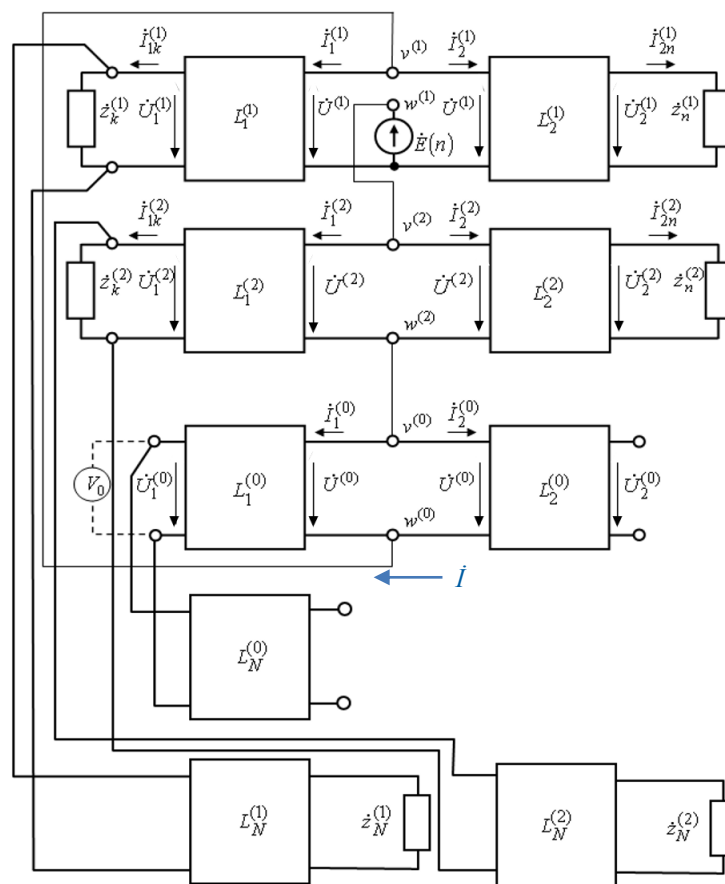 İ_{1k}^{(1)} İ_1^{(1)} v^{(1)} İ_2^{(1)} İ_{2n}^{(1)}
ż_k^{(1)} U̇_1^{(1)} L_1^{(1)} U̇^{(1)} w^{(1)} U̇^{(1)} L_2^{(1)} U̇_2^{(1)} ż_n^{(1)}
Ė(n)
İ_{1k}^{(2)} İ_1^{(2)} v^{(2)} İ_2^{(2)} İ_{2n}^{(2)}
ż_k^{(2)} U̇_1^{(2)} L_1^{(2)} U̇^{(2)} U̇^{(2)} L_2^{(2)} U̇_2^{(2)} ż_n^{(2)}
w^{(2)}
İ_1^{(0)} v^{(0)} İ_2^{(0)}
V_0 U̇_1^{(0)} L_1^{(0)} U̇^{(0)} U̇^{(0)} L_2^{(0)} U̇_2^{(0)}
w^{(0)}
İ
L_N^{(0)}
L_N^{(1)} ż_N^{(1)} L_N^{(2)} ż_N^{(2)}